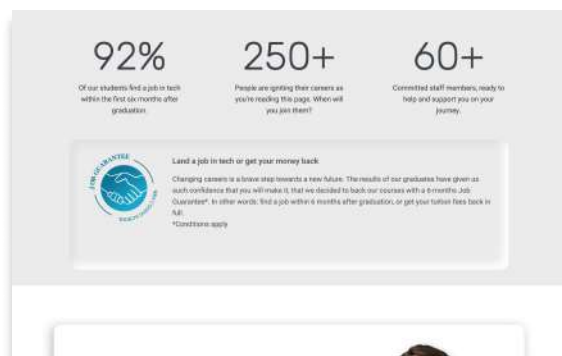 92% 250+ 60+
Of our students find a job in tech
within the first six months after
graduation.
People are igniting their careers as
you're reading this page. When will
you join them?
Committed staff members, ready to
help and support you on your
journey.
JOB GUARANTEE
Land a job in tech or get your money back
Changing careers is a brave step towards a new future. The results of our graduates have given us
such confidence that you will make it, that we decided to back our courses with a 6-months Job
Guarantee*. In other words: find a job within 6 months after graduation, or get your tuition fees back in
full.
*Conditions apply